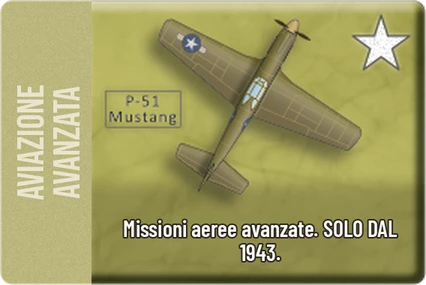 AVIAZIONE
AVANZATA
P-51
Mustang
Missioni aeree avanzate. SOLO DAL
1943.